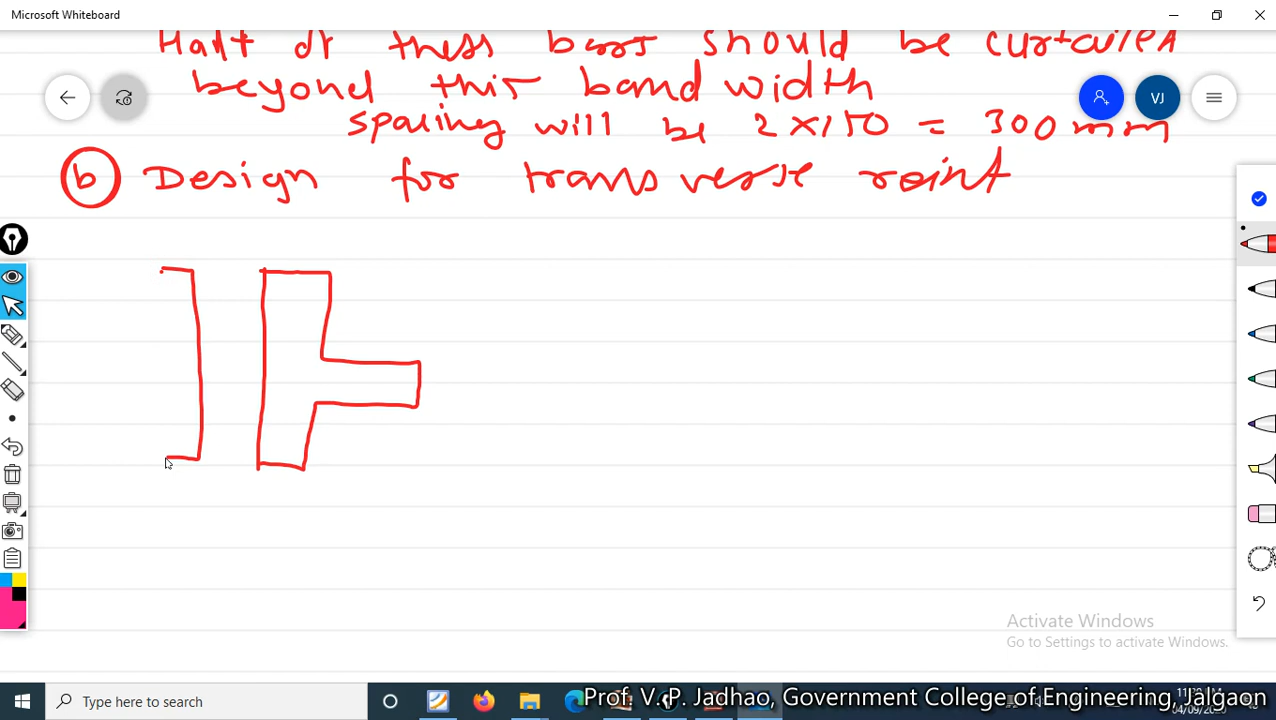 Microsoft Whiteboard
Half of these bars should be curtailed
beyond this band width
spacing will be 2 x 150 = 300 mm
VJ
b Design for transverse reinf
Activate Windows
Go to Settings to activate Windows.
Type here to search
Prof. V. P. Jadhao, Government College of Engineering, Jalgaon